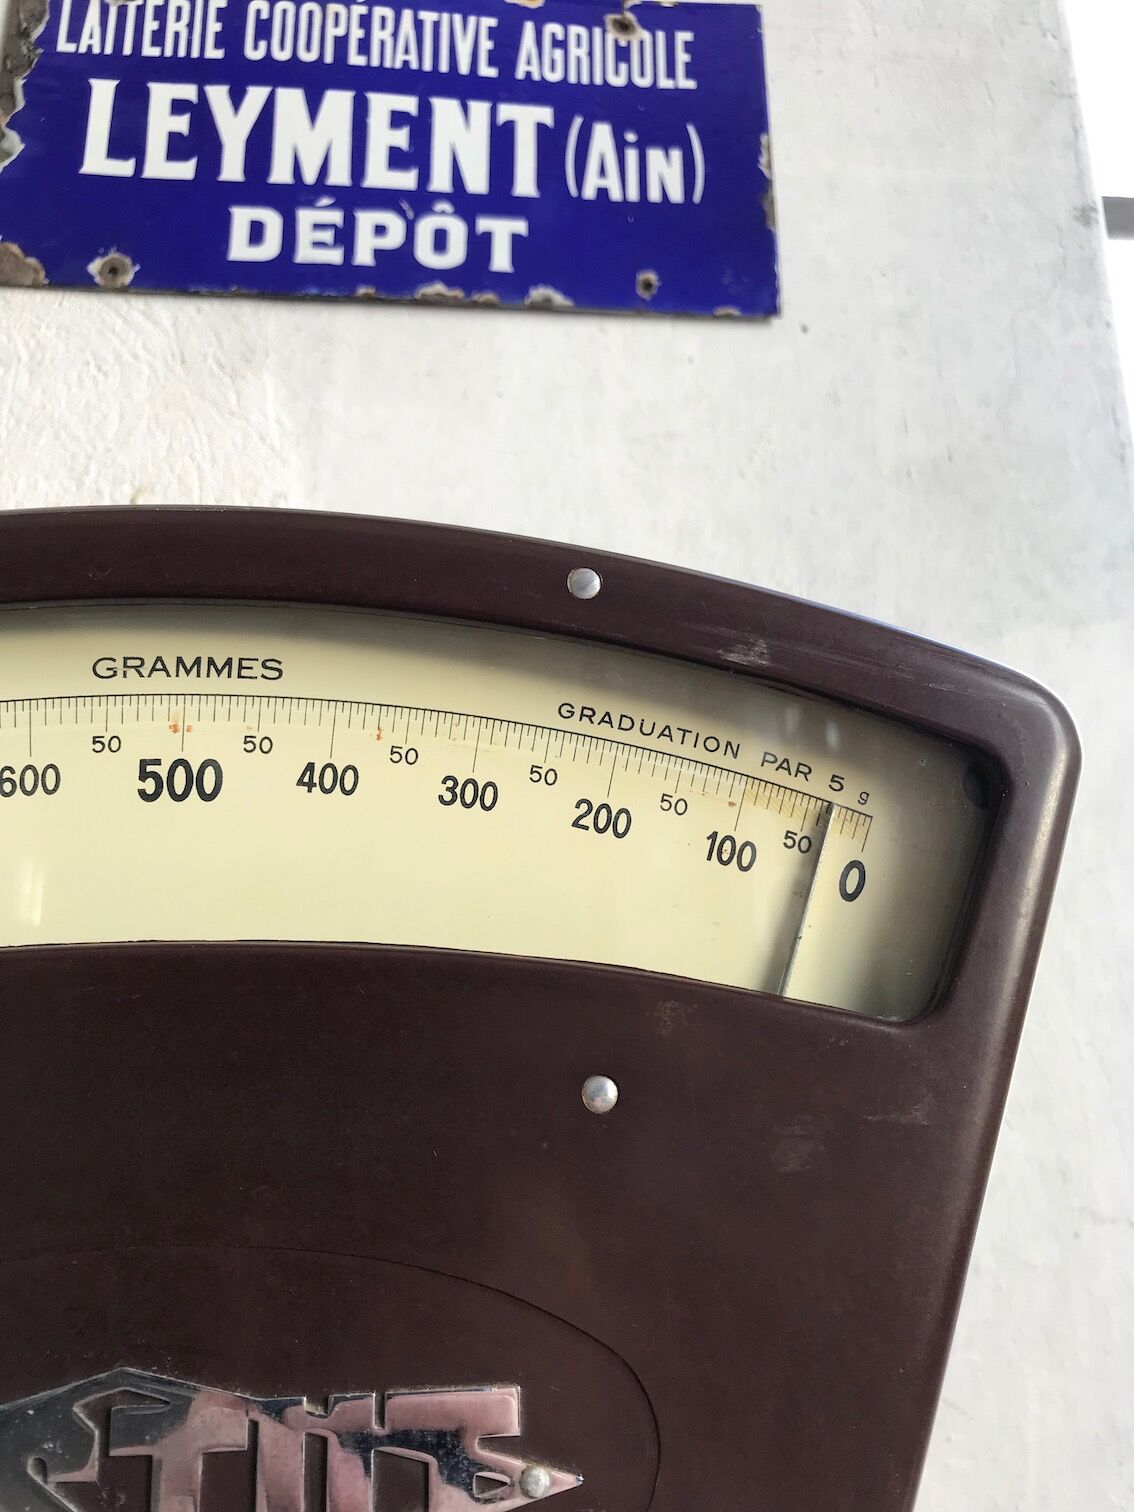 LAITERIE COOPÉRATIVE AGRICOLE
LEYMENT (Ain)
DÉPÔT
GRAMMES
GRADUATION PAR 5 g
600 50 500 50 400 50 300 50 200 50 100 50 0